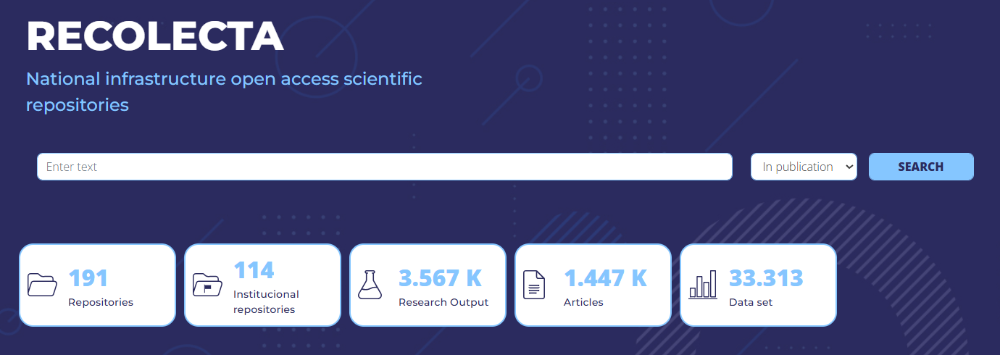 RECOLECTA
National infrastructure open access scientific
repositories
Enter text
In publication
SEARCH
191
Repositories
114
Institucional
repositories
3.567 K
Research Output
1.447 K
Articles
33.313
Data set